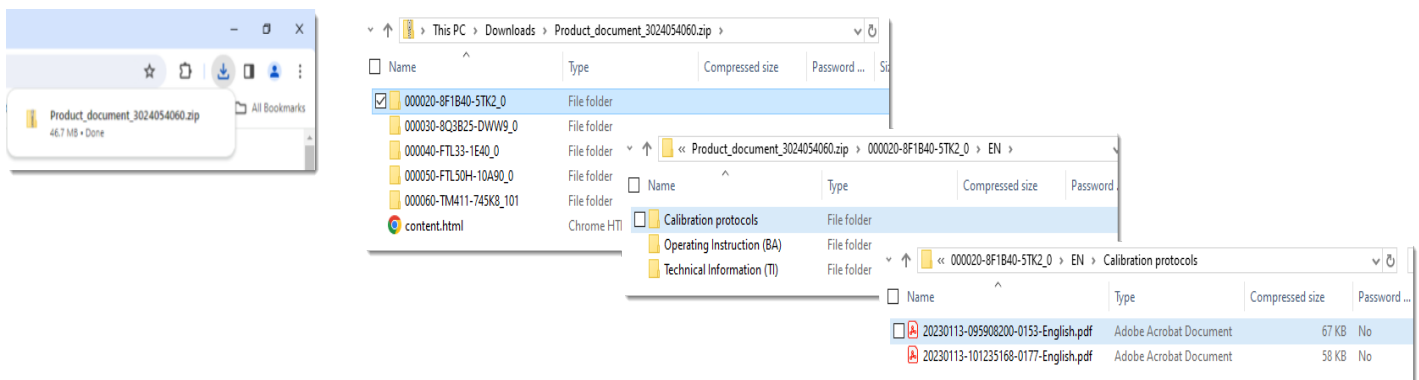 All Bookmarks
Product_document_3024054060.zip
46.7 MB • Done
> This PC > Downloads > Product_document_3024054060.zip >
Name Type Compressed size Password ...
000020-8F1B40-5TK2_0 File folder
000030-8Q3B25-DWW9_0 File folder
000040-FTL33-1E40_0 File folder
000050-FTL50H-10A90_0 File folder
000060-TM411-745K8_101 File folder
content.html Chrome HT
« Product_document_3024054060.zip > 000020-8F1B40-5TK2_0 > EN >
Name Type Compressed size Password
Calibration protocols File folder
Operating Instruction (BA) File folder
Technical Information (TI) File folder
« 000020-8F1B40-5TK2_0 > EN > Calibration protocols
Name Type Compressed size Password ...
20230113-095908200-0153-English.pdf Adobe Acrobat Document 67 KB No
20230113-101235168-0177-English.pdf Adobe Acrobat Document 58 KB No